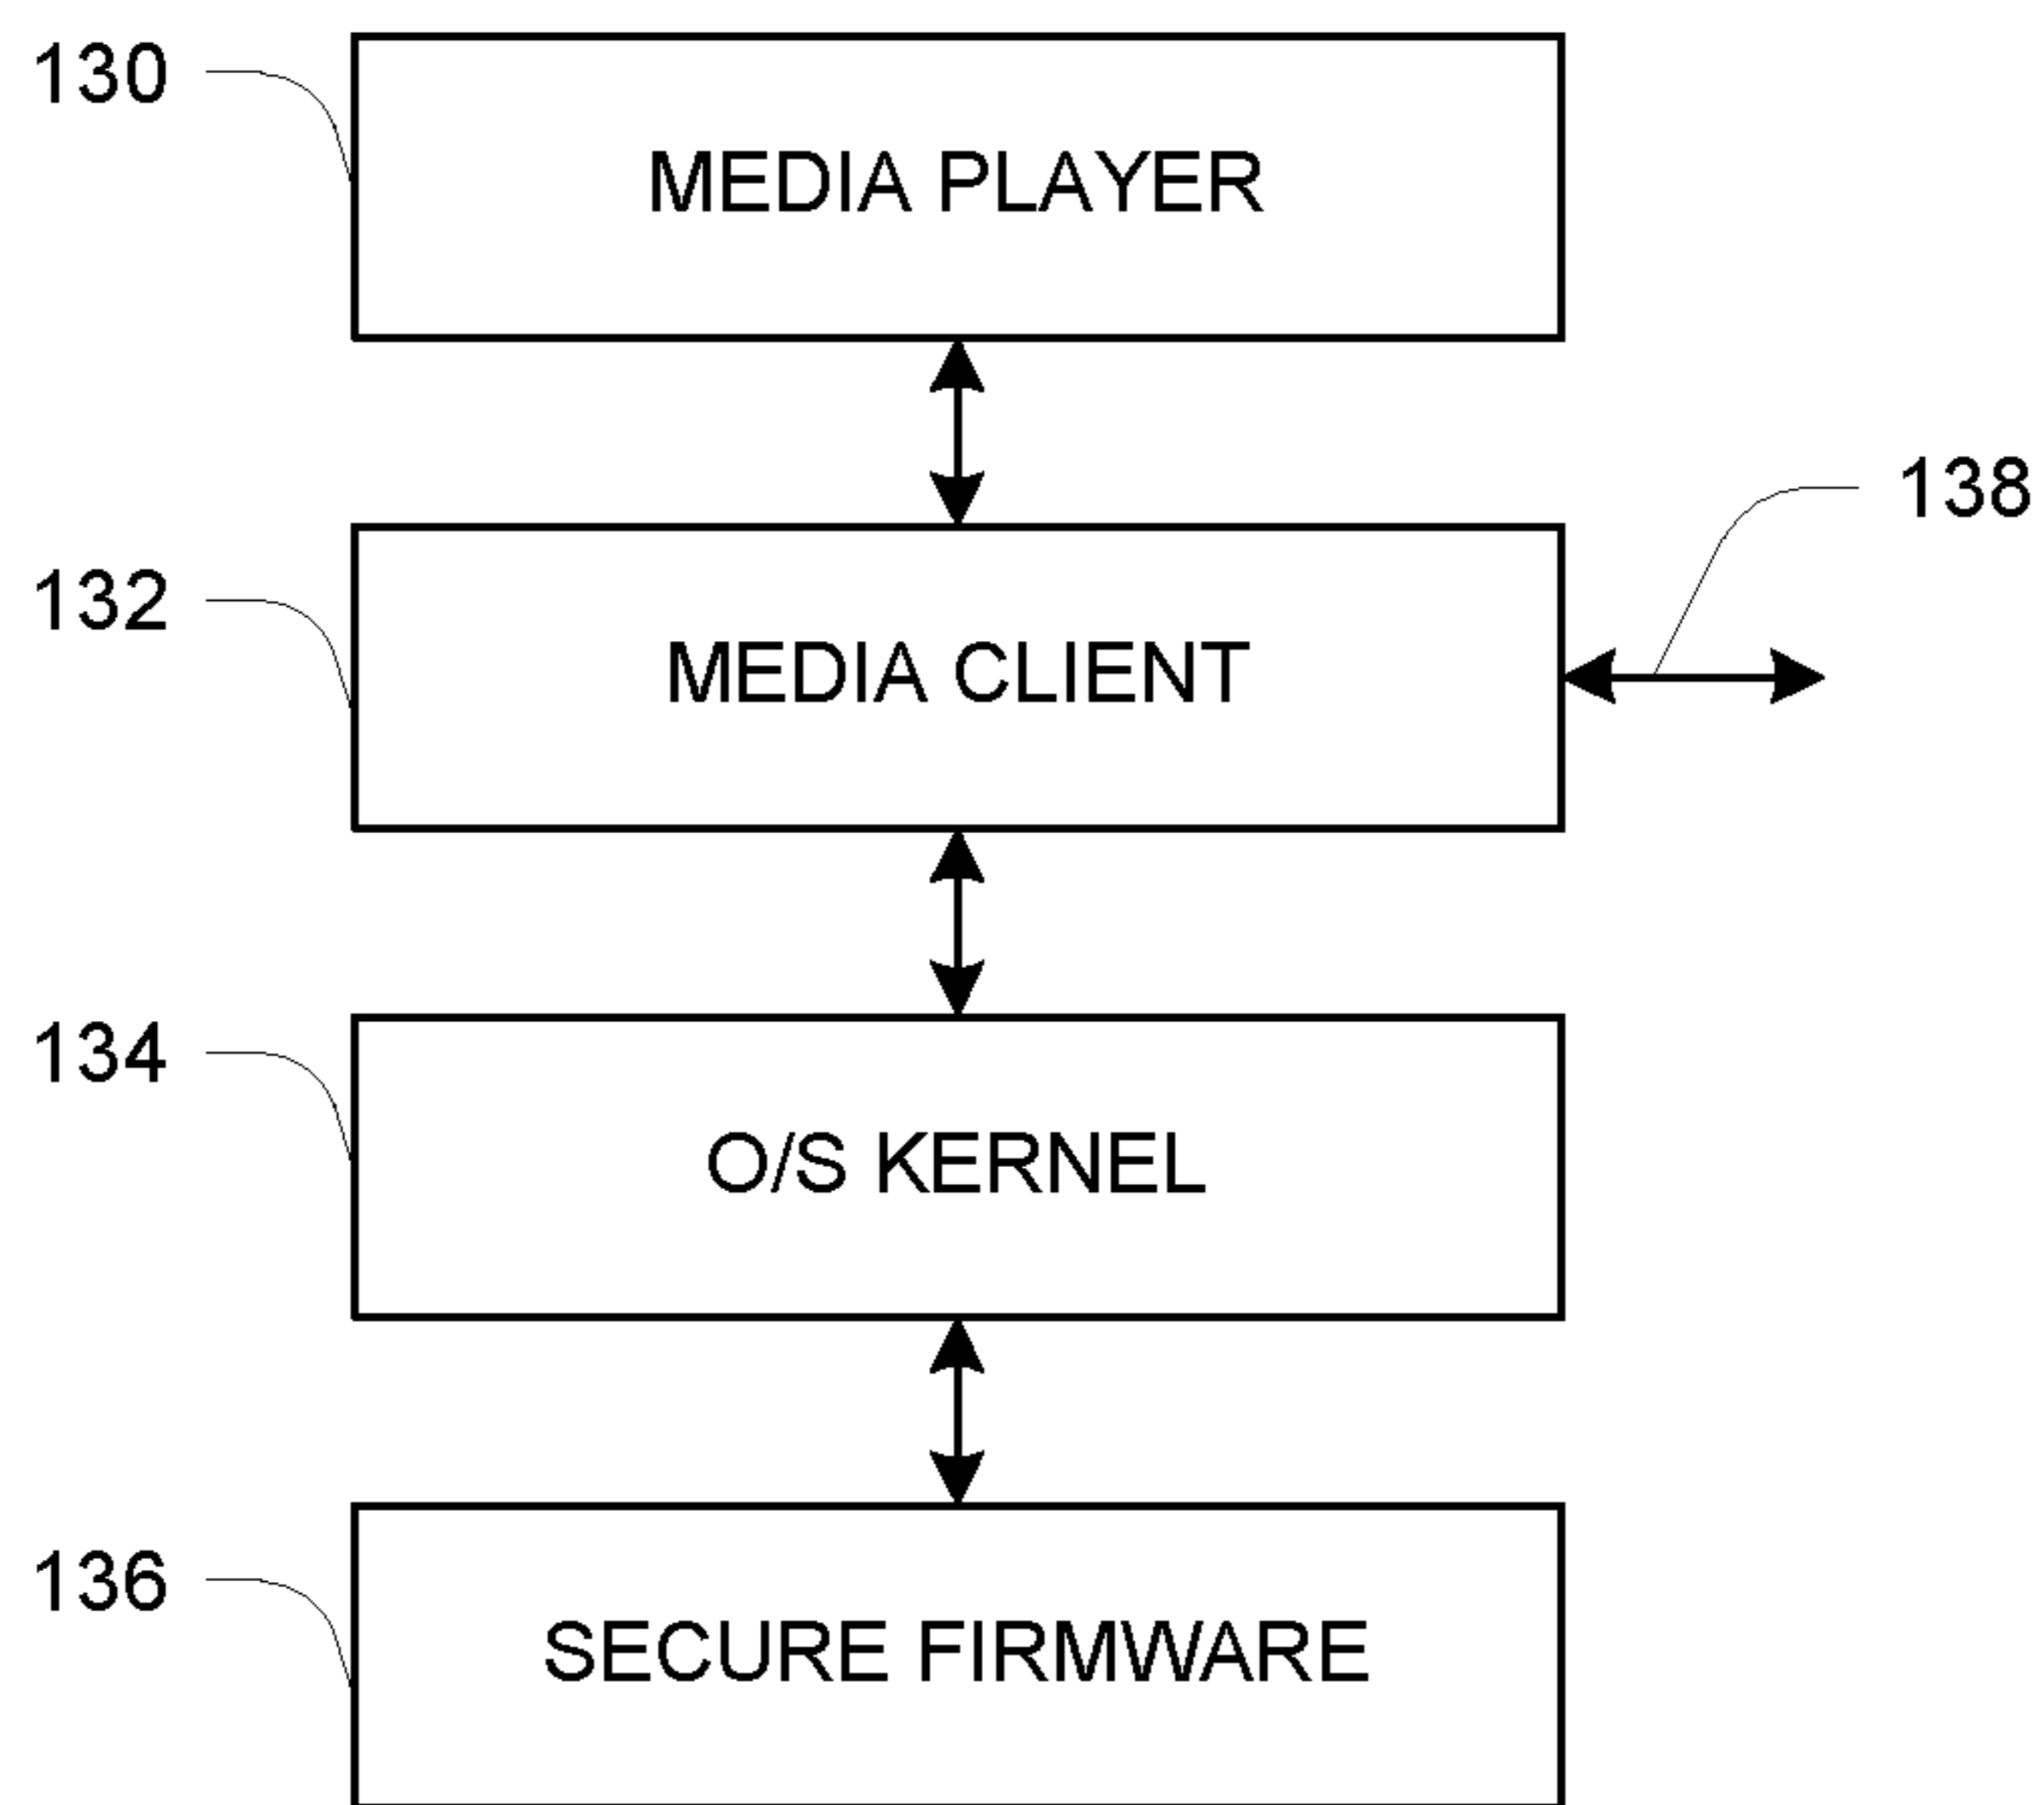 130
MEDIA PLAYER
138
132
MEDIA CLIENT
134
O/S KERNEL
136
SECURE FIRMWARE